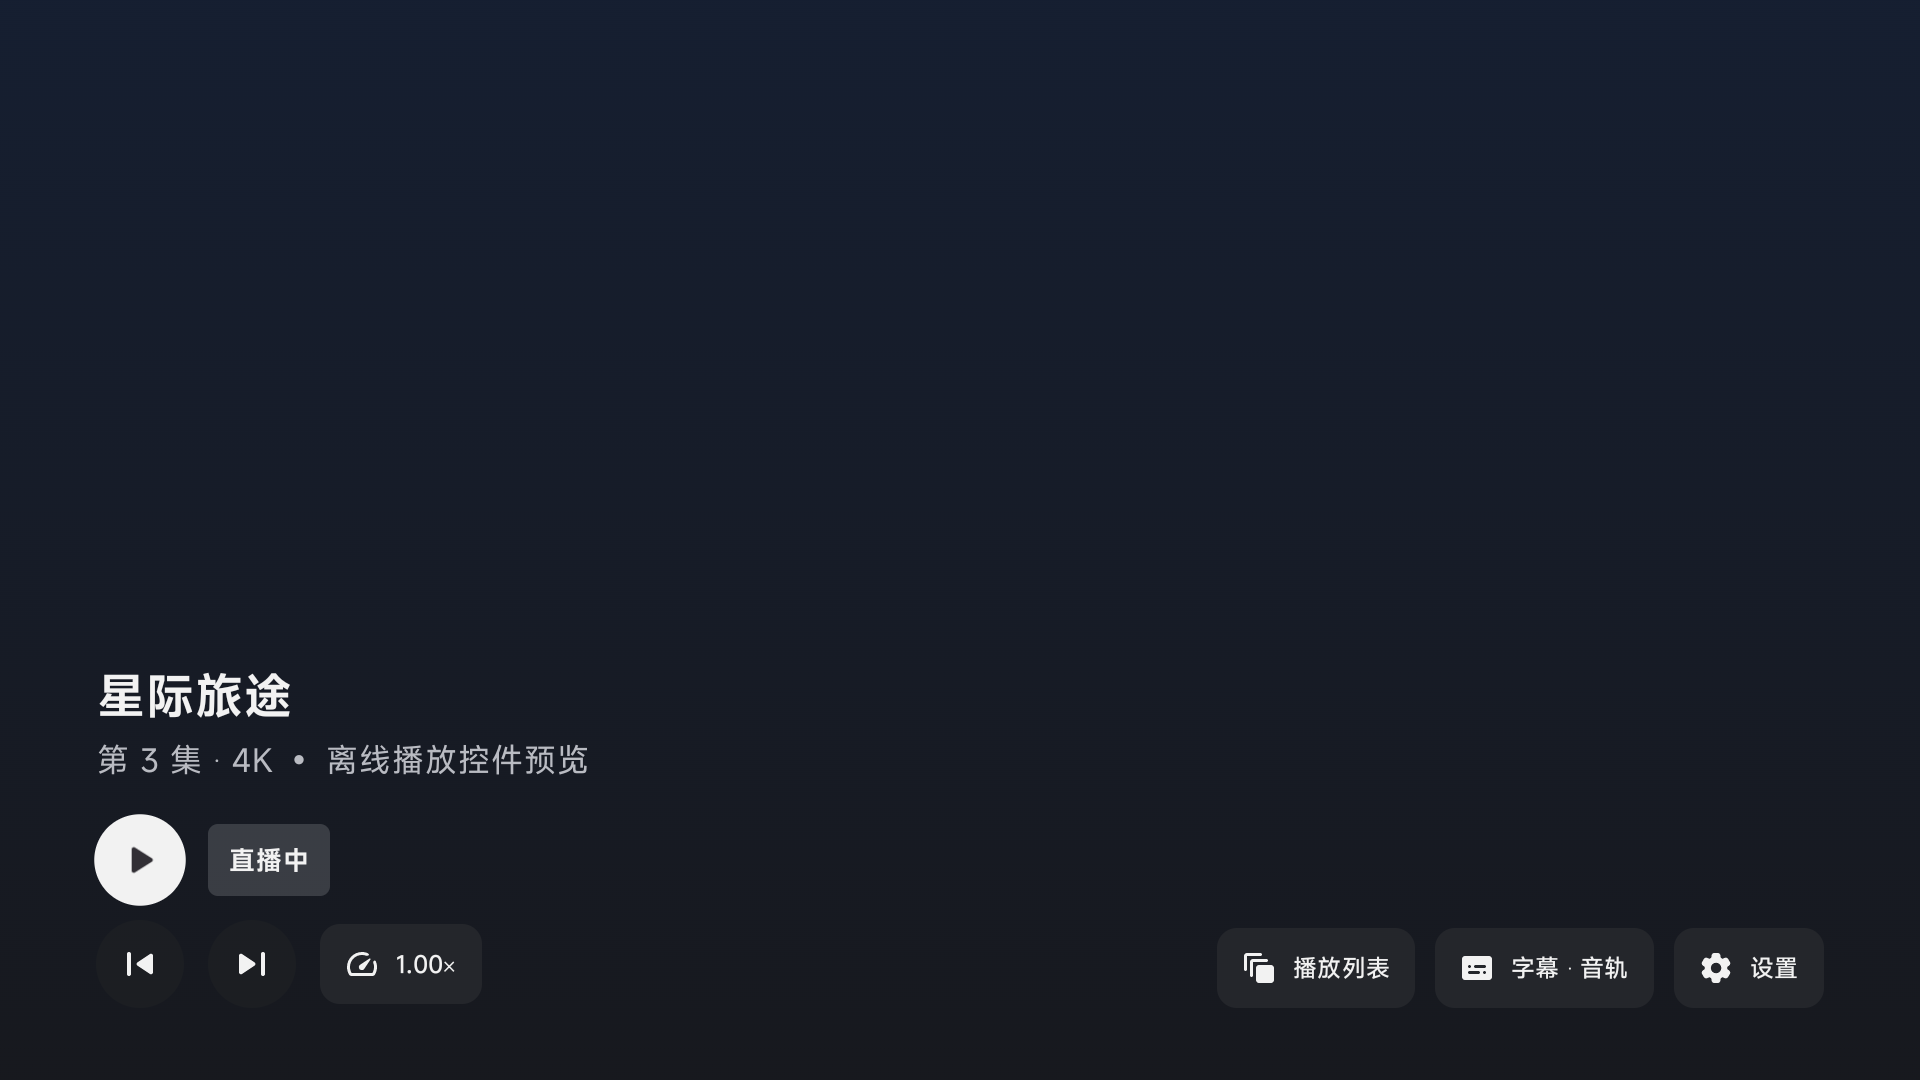 星际旅途
第 3 集 · 4K • 离线播放控件预览
直播中
1.00×
播放列表
字幕 · 音轨
设置